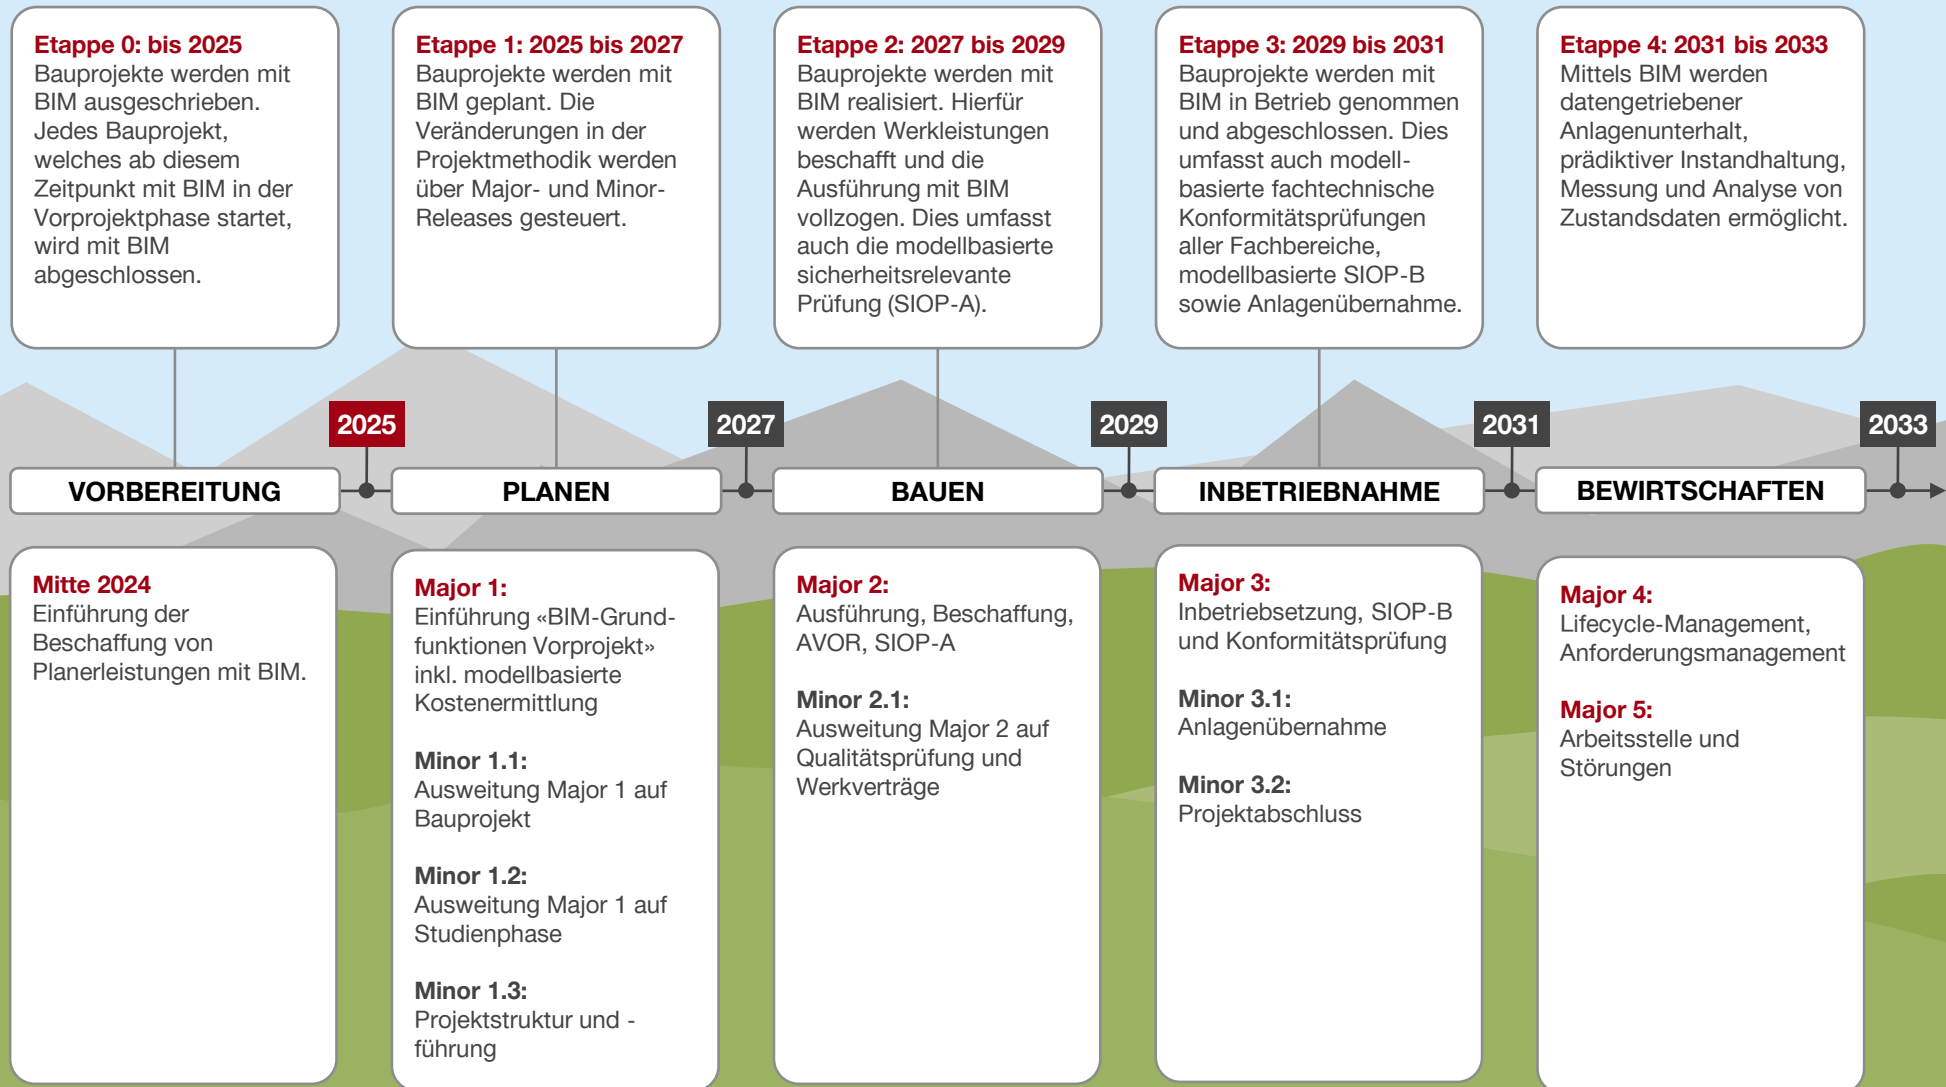 Etappe 0: bis 2025
Bauprojekte werden mit
BIM ausgeschrieben.
Jedes Bauprojekt,
welches ab diesem
Zeitpunkt mit BIM in der
Vorprojektphase startet,
wird mit BIM
abgeschlossen.
Etappe 1: 2025 bis 2027
Bauprojekte werden mit
BIM geplant. Die
Veränderungen in der
Projektmethodik werden
über Major- und Minor-
Releases gesteuert.
Etappe 2: 2027 bis 2029
Bauprojekte werden mit
BIM realisiert. Hierfür
werden Werkleistungen
beschafft und die
Ausführung mit BIM
vollzogen. Dies umfasst
auch die modellbasierte
sicherheitsrelevante
Prüfung (SIOP-A).
Etappe 3: 2029 bis 2031
Bauprojekte werden mit
BIM in Betrieb genommen
und abgeschlossen. Dies
umfasst auch modell-
basierte fachtechnische
Konformitätsprüfungen
aller Fachbereiche,
modellbasierte SIOP-B
sowie Anlagenübernahme.
Etappe 4: 2031 bis 2033
Mittels BIM werden
datengetriebener
Anlagenunterhalt,
prädiktiver Instandhaltung,
Messung und Analyse von
Zustandsdaten ermöglicht.
2025
2027
2029
2031
2033
VORBEREITUNG
PLANEN
BAUEN
INBETRIEBNAHME
BEWIRTSCHAFTEN
Mitte 2024
Einführung der
Beschaffung von
Planerleistungen mit BIM.
Major 1:
Einführung «BIM-Grund-
funktionen Vorprojekt»
inkl. modellbasierte
Kostenermittlung
Minor 1.1:
Ausweitung Major 1 auf
Bauprojekt
Minor 1.2:
Ausweitung Major 1 auf
Studienphase
Minor 1.3:
Projektstruktur und -
führung
Major 2:
Ausführung, Beschaffung,
AVOR, SIOP-A
Minor 2.1:
Ausweitung Major 2 auf
Qualitätsprüfung und
Werkverträge
Major 3:
Inbetriebsetzung, SIOP-B
und Konformitätsprüfung
Minor 3.1:
Anlagenübernahme
Minor 3.2:
Projektabschluss
Major 4:
Lifecycle-Management,
Anforderungsmanagement
Major 5:
Arbeitsstelle und
Störungen